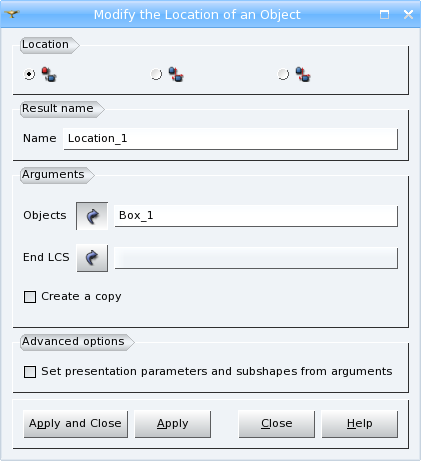 Modify the Location of an Object
Location
Result name
Name Location_1
Arguments
Objects Box_1
End LCS
Create a copy
Advanced options
Set presentation parameters and subshapes from arguments
Apply and Close Apply Close Help